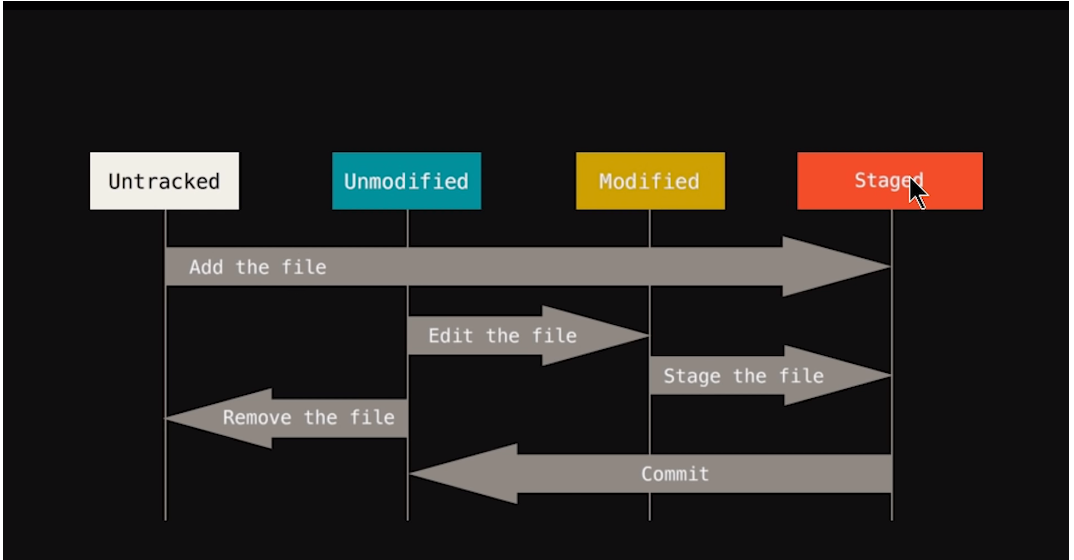 Untracked
Unmodified
Modified
Staged
Add the file
Edit the file
Stage the file
Remove the file
Commit